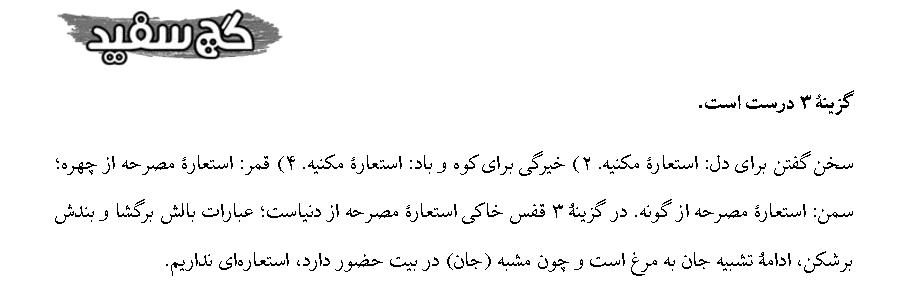 گچ سفید
گزینهٔ ۳ درست است.
سخن گفتن برای دل: استعارهٔ مکنیه. ۲) خیرگی برای کوه و باد: استعارهٔ مکنیه. ۴) قمر: استعارهٔ مصرحه از چهره؛
سمن: استعارهٔ مصرحه از گونه. در گزینهٔ ۳ قفس خاکی استعارهٔ مصرحه از دنیاست؛ عبارات بالش برگشا و بندش
برشکن، ادامهٔ تشبیه جان به مرغ است و چون مشبه (جان) در بیت حضور دارد، استعاره‌ای نداریم.